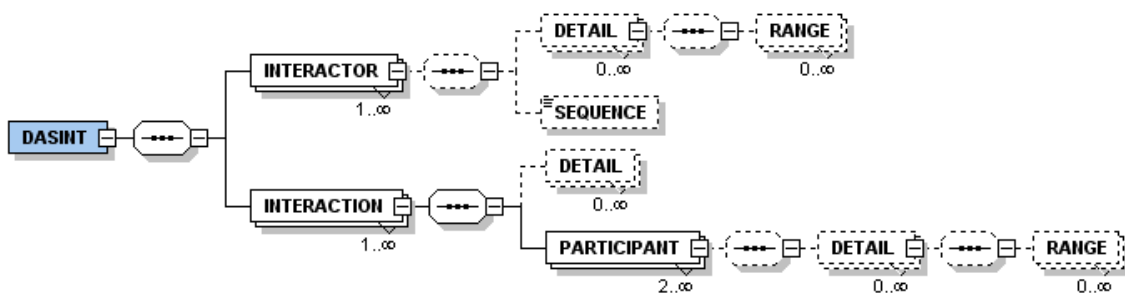 DETAIL
RANGE
0..∞
0..∞
INTERACTOR
1..∞
SEQUENCE
DASINT
DETAIL
0..∞
INTERACTION
1..∞
PARTICIPANT
2..∞
DETAIL
0..∞
RANGE
0..∞